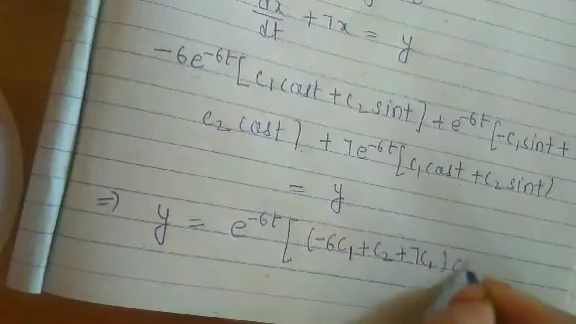 dx/dt + 7x = y
-6e^-6t [c₁cost + c₂sint] + e^-6t [-c₁sint +
c₂cost] + 7e^-6t [c₁cost + c₂sint)
= y
⇒ y = e^-6t [(-6c₁+c₂+7c₁)c